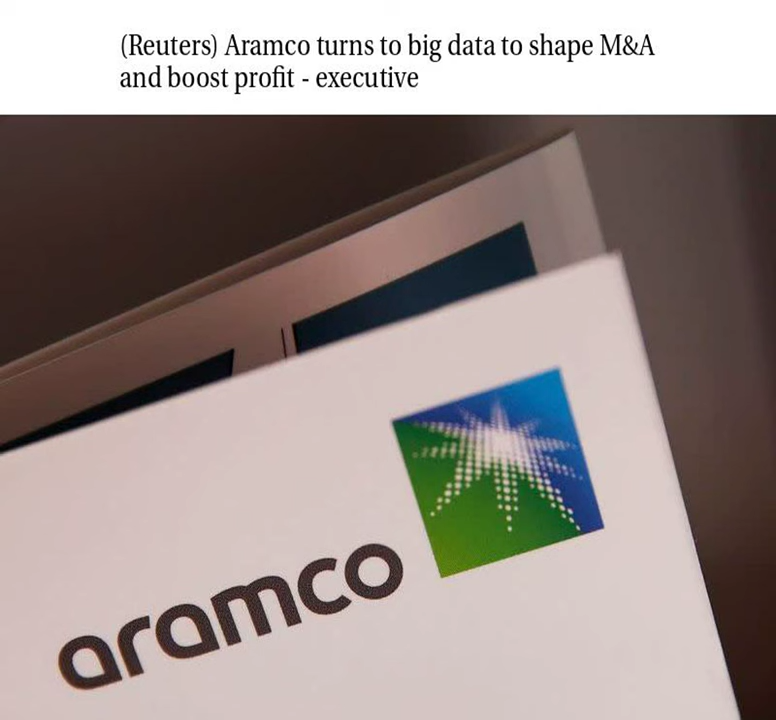 (Reuters) Aramco turns to big data to shape M&A
and boost profit - executive
aramco